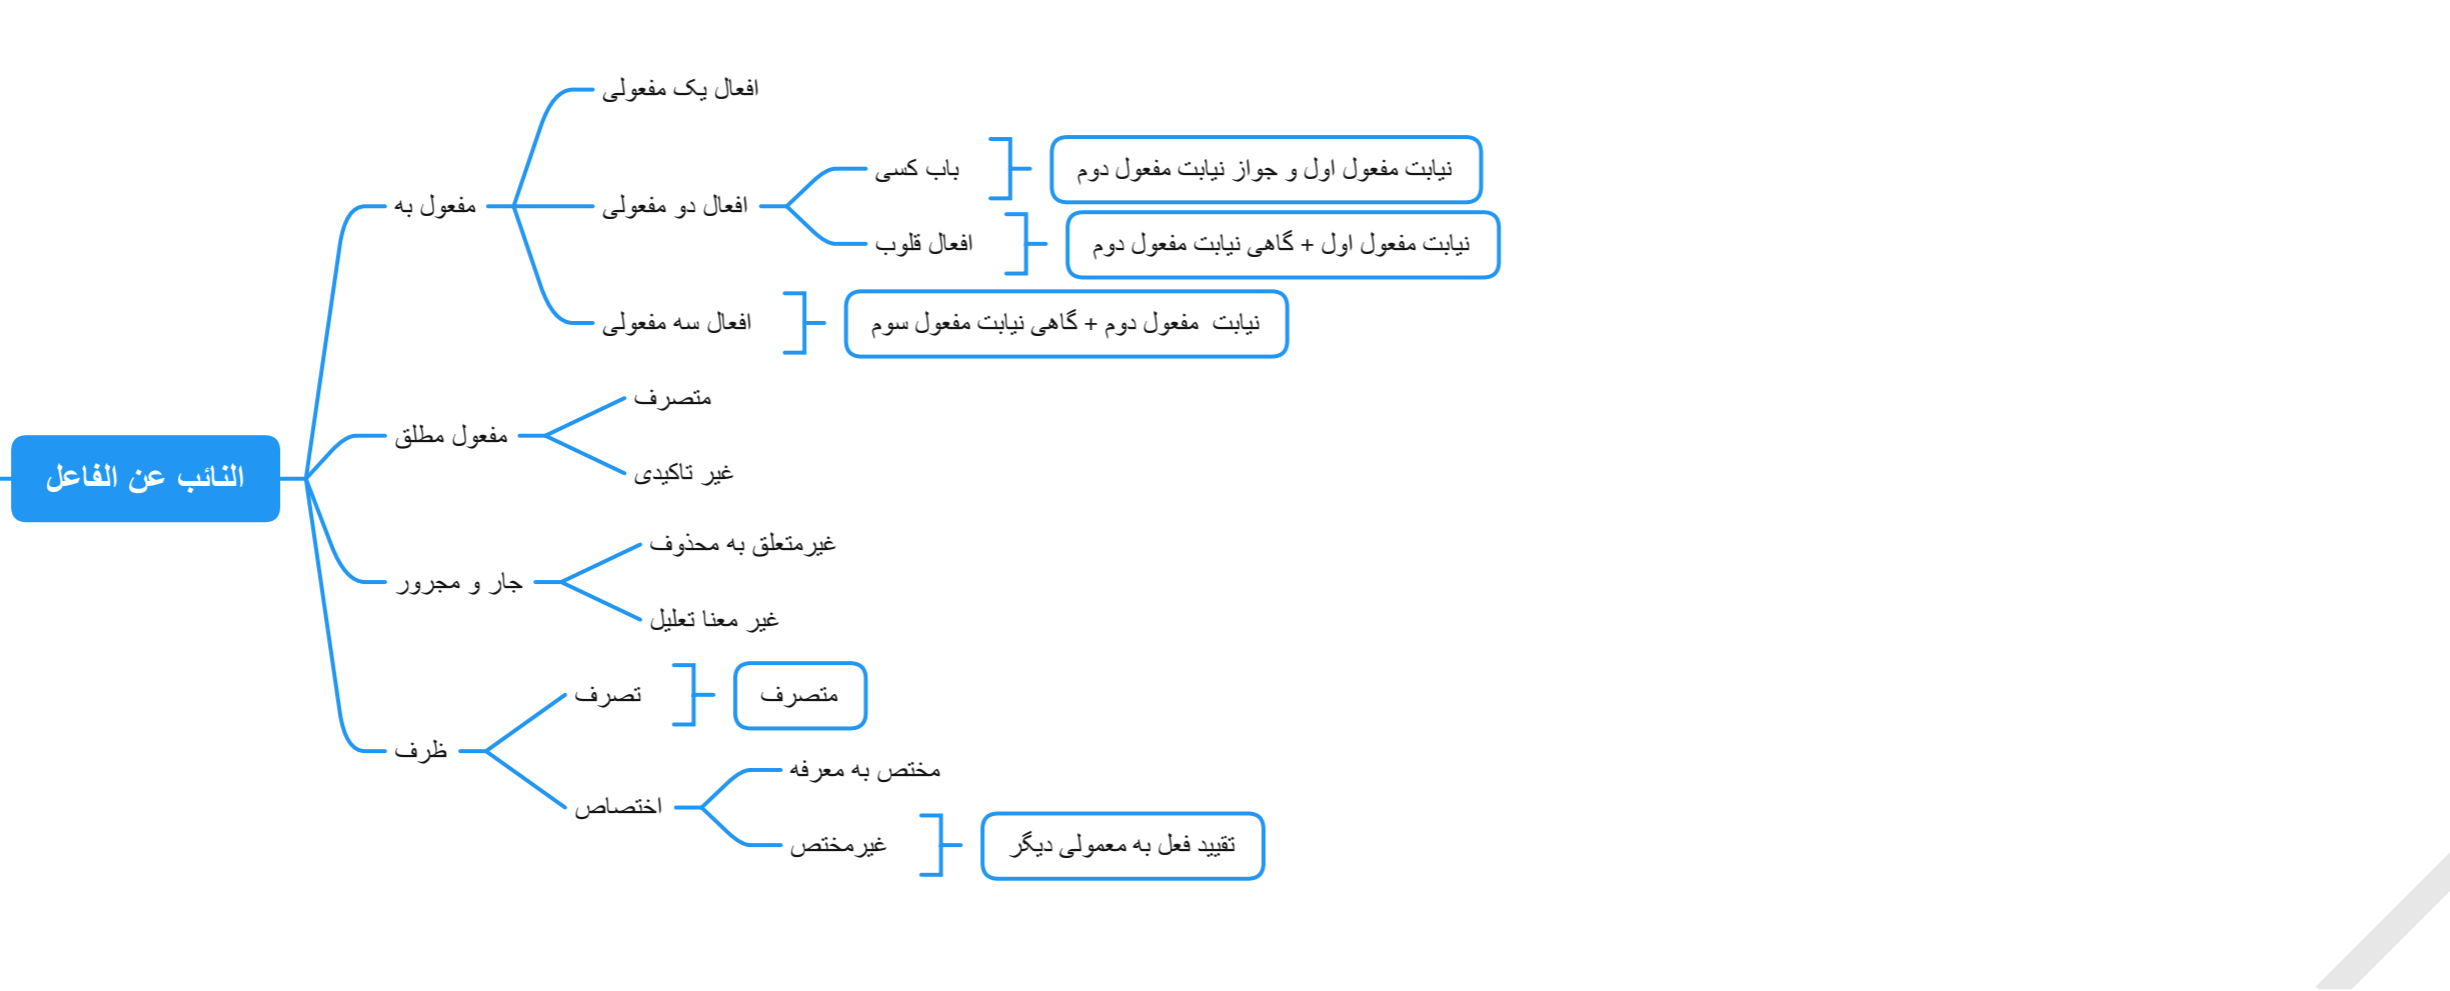 النائب عن الفاعل
مفعول به
افعال یک مفعولی
افعال دو مفعولی
باب کسی
نیابت مفعول اول و جواز نیابت مفعول دوم
افعال قلوب
نیابت مفعول اول + گاهی نیابت مفعول دوم
افعال سه مفعولی
نیابت مفعول دوم + گاهی نیابت مفعول سوم
مفعول مطلق
متصرف
غیر تاکیدی
جار و مجرور
غیرمتعلق به محذوف
غیر معنا تعلیل
ظرف
تصرف
متصرف
اختصاص
مختص به معرفه
غیرمختص
تقیید فعل به معمولی دیگر